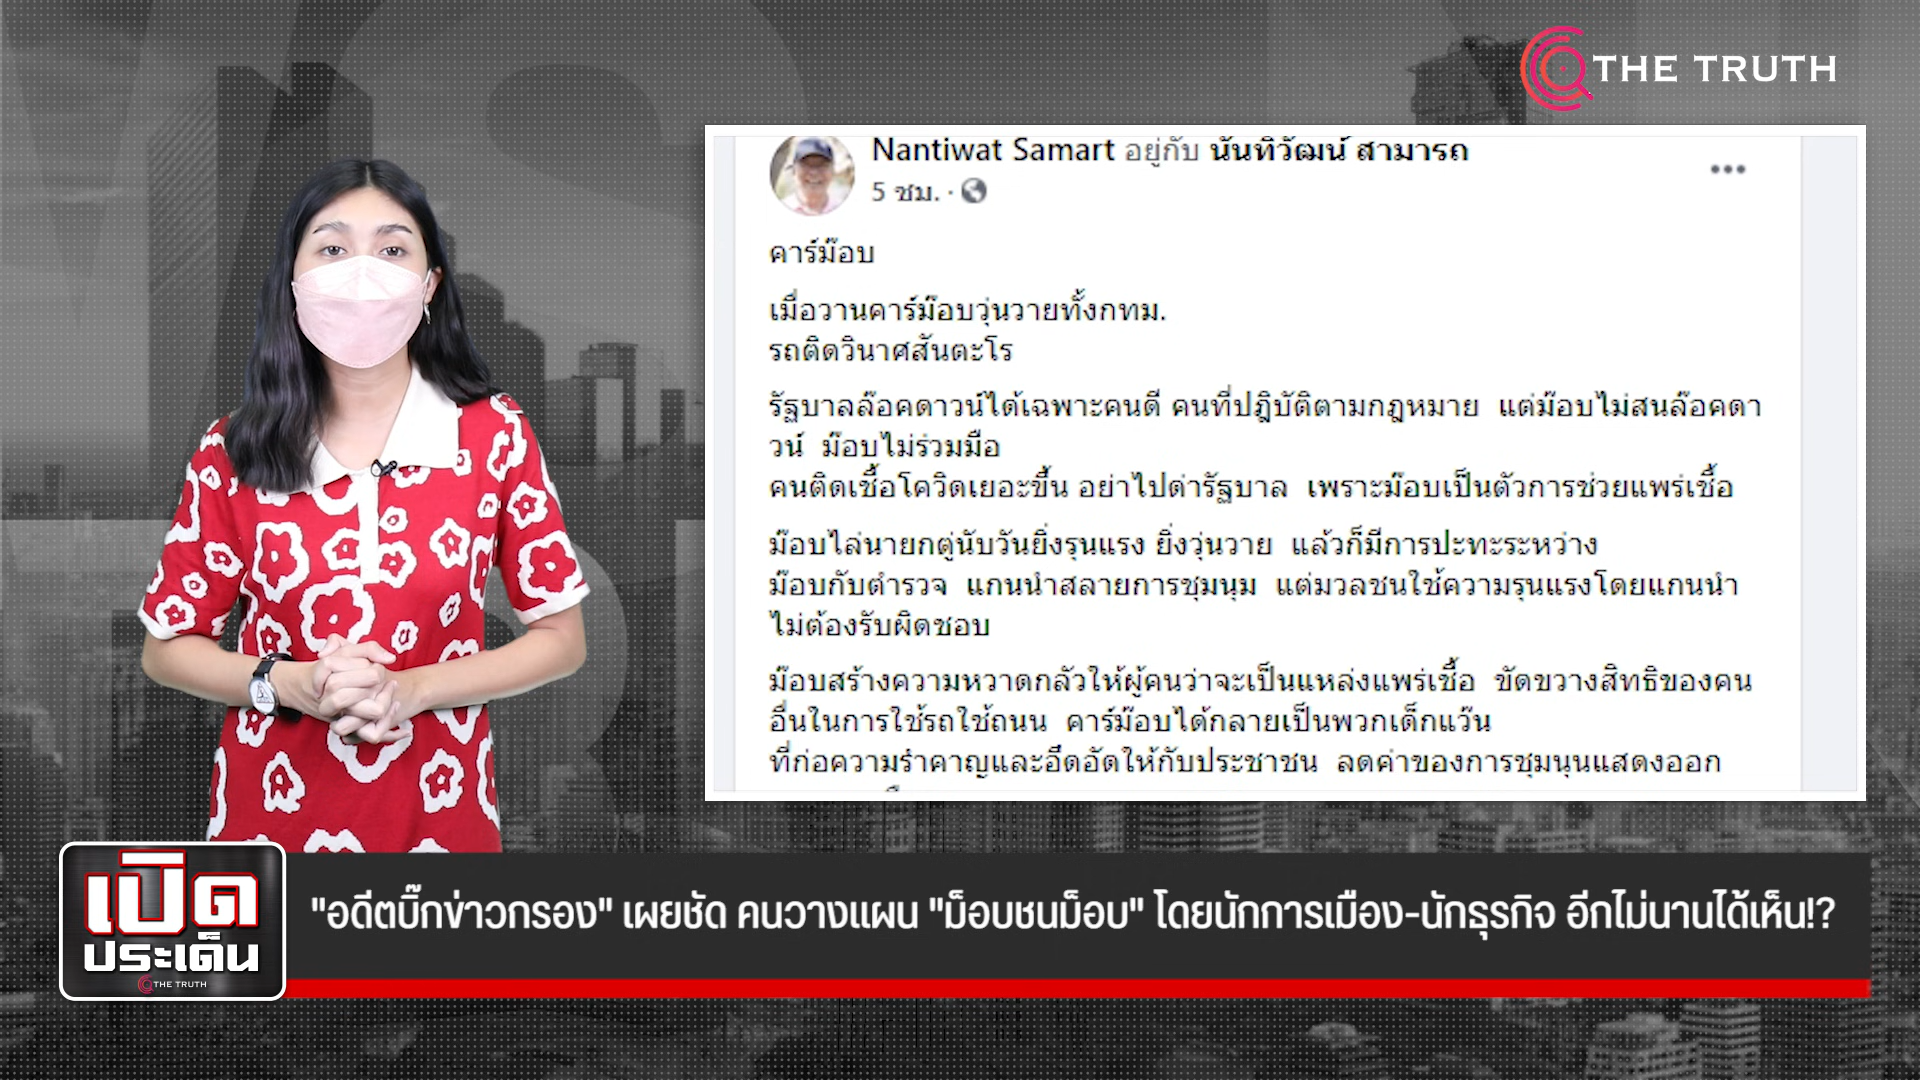 THE TRUTH
Nantiwat Samart อยู่กับ นันทิวัฒน์ สามารถ
5 ชม.
คาร์ม๊อบ
เมื่อวานคาร์ม๊อบวุ่นวายทั้งกทม.
รถติดวินาศสันตะโร
รัฐบาลล๊อคดาวน์ได้เฉพาะคนดี คนที่ปฎิบัติตามกฎหมาย แต่ม๊อบไม่สนล๊อคดา
วน์ ม๊อบไม่ร่วมมือ
คนติดเชื้อโควิดเยอะขึ้น อย่าไปด่ารัฐบาล เพราะม๊อบเป็นตัวการช่วยแพร่เชื้อ
ม๊อบไล่นายกตู่นับวันยิ่งรุนแรง ยิ่งวุ่นวาย แล้วก็มีการปะทะระหว่าง
ม๊อบกับตำรวจ แกนนำสลายการชุมนุม แต่มวลชนใช้ความรุนแรงโดยแกนนำ
ไม่ต้องรับผิดชอบ
ม๊อบสร้างความหวาดกลัวให้ผู้คนว่าจะเป็นแหล่งแพร่เชื้อ ขัดขวางสิทธิของคน
อื่นในการใช้รถใช้ถนน คาร์ม๊อบได้กลายเป็นพวกเด็กแว๊น
ที่ก่อความรำคาญและอึดอัดให้กับประชาชน ลดค่าของการชุมนุนแสดงออก
เปิด
ประเด็น
THE TRUTH
"อดีตบิ๊กข่าวกรอง" เผยชัด คนวางแผน "ม็อบชนม็อบ" โดยนักการเมือง-นักธุรกิจ อีกไม่นานได้เห็น!?